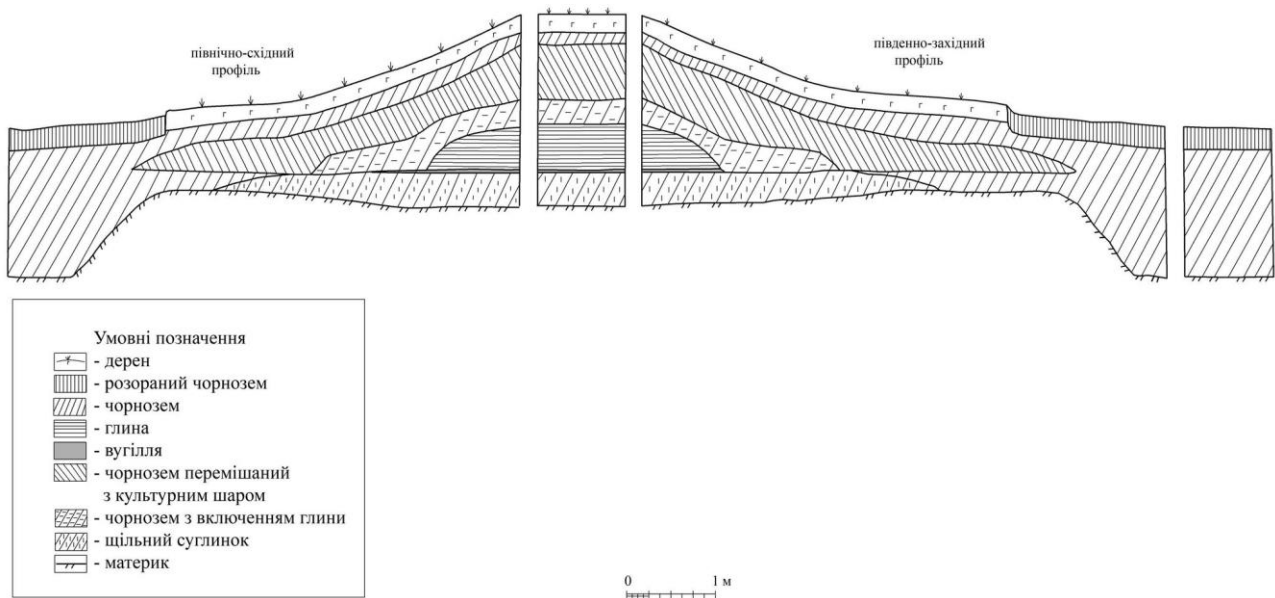 північно-східний
профіль
південно-західний
профіль
Умовні позначення
- дерен
- розораний чорнозем
- чорнозем
- глина
- вугілля
- чорнозем перемішаний
з культурним шаром
- чорнозем з включенням глини
- щільний суглинок
- материк
0 1 м